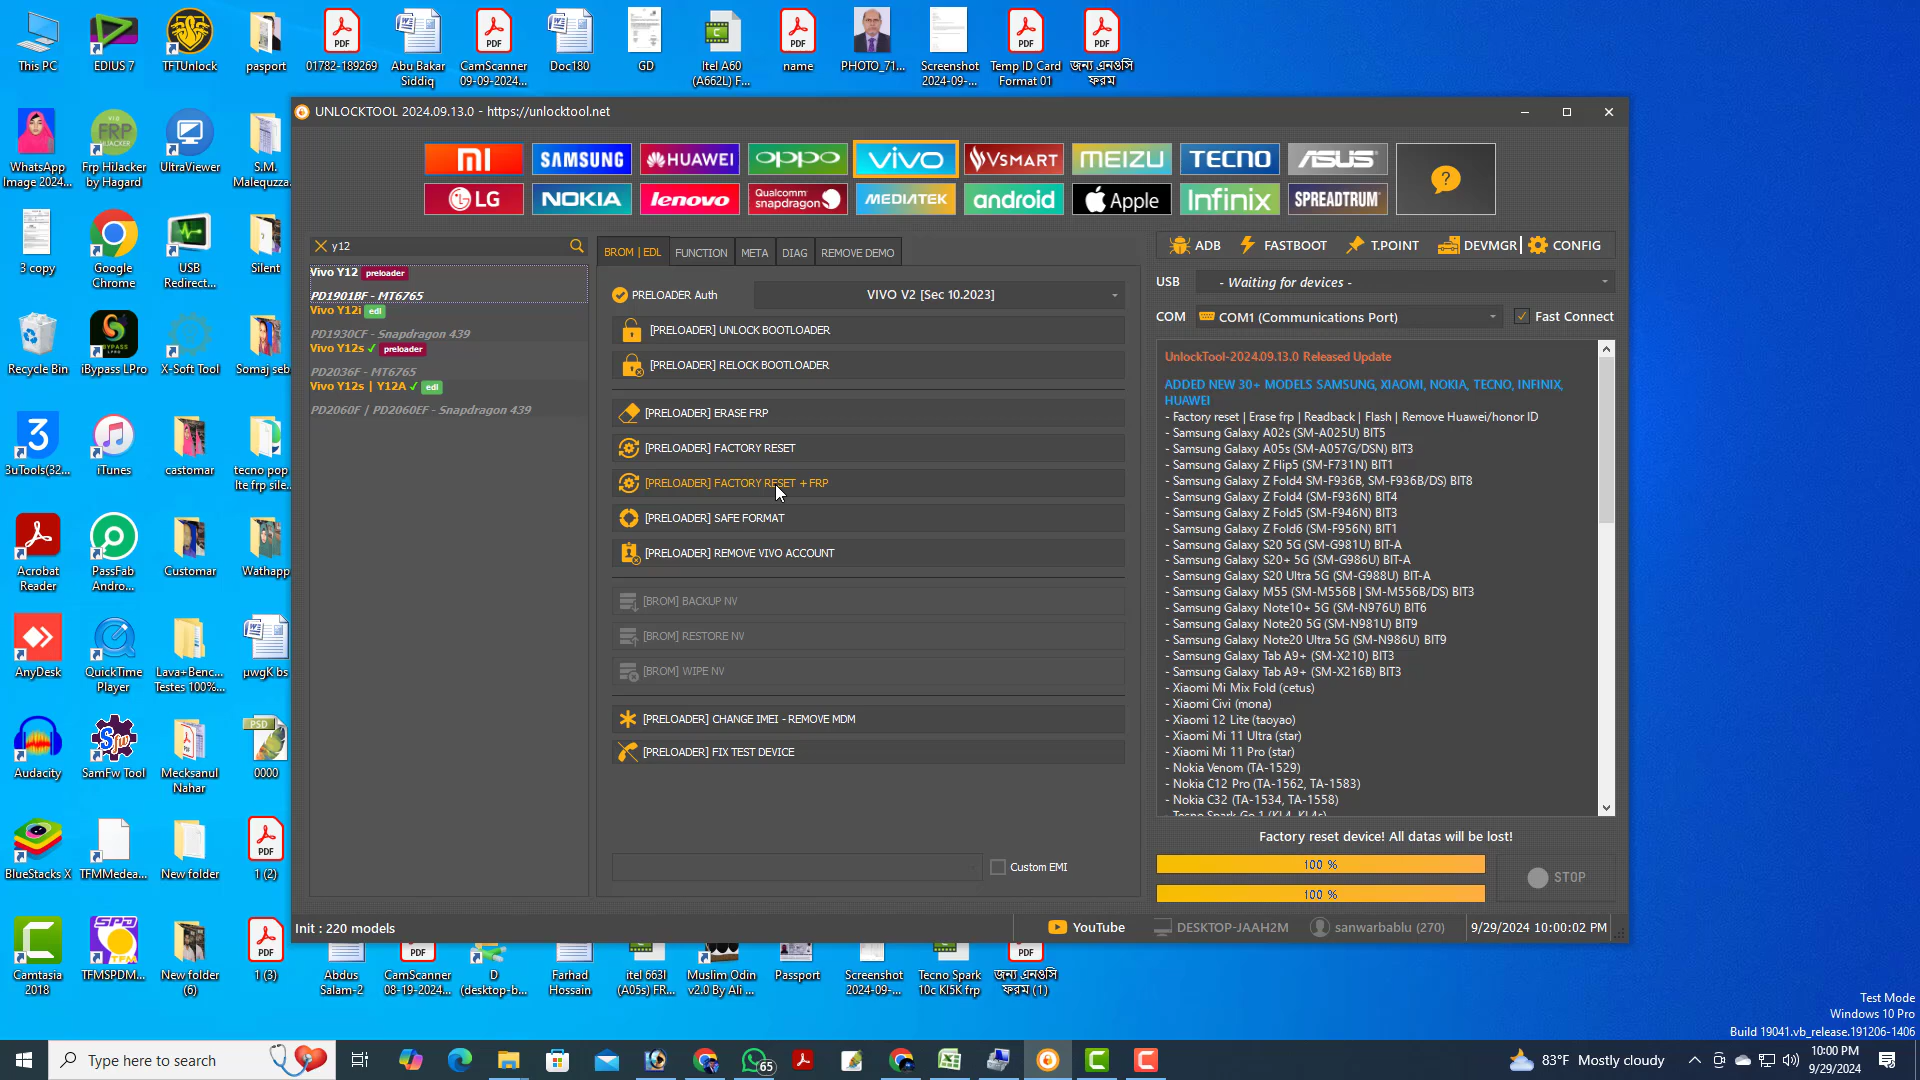 This PC
EDIUS 7
TFTUnlock
pasport
01782-189269
Abu Bakar
Siddiq
CamScanner
09-09-2024...
Doc180
GD
Itel A60
(A662L) F...
name
PHOTO_71...
Screenshot
2024-09-...
Temp ID Card
Format 01
জন্য এনওসি
ফরম
WhatsApp
Image 2024...
Frp HiJacker
by Hagard
UltraViewer
S.M.
Malequzza...
3 copy
Google
Chrome
USB
Redirect...
Silent
Recycle Bin
iBypass LPro
X-Soft Tool
Somaj seb
3uTools(32...
iTunes
castomar
tecno pop
lte frp sile...
Acrobat
Reader
PassFab
Andro...
Customar
Wathapp
AnyDesk
QuickTime
Player
Lava+Benc...
Testes 100%...
µwgK bs
Audacity
SamFw Tool
Mecksanul
Nahar
0000
BlueStacks X
TFMMedea...
New folder
1 (2)
Camtasia
2018
TFMSPDM...
New folder
(6)
1 (3)
Abdus
Salam-2
CamScanner
08-19-2024...
D
(desktop-b...
Farhad
Hossain
itel 663l
(A05s) FR...
Muslim Odin
v2.0 By Ali ...
Passport
Screenshot
2024-09-...
Tecno Spark
10c KI5K frp
জন্য এনওসি
ফরম (1)
UNLOCKTOOL 2024.09.13.0 - https://unlocktool.net
SAMSUNG
HUAWEI
oppo
vivo
VSMART
MEIZU
TECNO
ASUS
?
LG
NOKIA
lenovo
Qualcomm
snapdragon
MEDIATEK
android
Apple
Infinix
SPREADTRUM
y12
Vivo Y12 preloader
PD1901BF - MT6765
Vivo Y12i edl
PD1930CF - Snapdragon 439
Vivo Y12s ✓ preloader
PD2036F - MT6765
Vivo Y12s | Y12A ✓ edl
PD2060F | PD2060EF - Snapdragon 439
BROM | EDL
FUNCTION
META
DIAG
REMOVE DEMO
PRELOADER Auth
VIVO V2 [Sec 10.2023]
[PRELOADER] UNLOCK BOOTLOADER
[PRELOADER] RELOCK BOOTLOADER
[PRELOADER] ERASE FRP
[PRELOADER] FACTORY RESET
[PRELOADER] FACTORY RESET + FRP
[PRELOADER] SAFE FORMAT
[PRELOADER] REMOVE VIVO ACCOUNT
[BROM] BACKUP NV
[BROM] RESTORE NV
[BROM] WIPE NV
[PRELOADER] CHANGE IMEI - REMOVE MDM
[PRELOADER] FIX TEST DEVICE
Custom EMI
ADB
FASTBOOT
T.POINT
DEVMGR
CONFIG
USB
- Waiting for devices -
COM
COM1 (Communications Port)
Fast Connect
UnlockTool-2024.09.13.0 Released Update
ADDED NEW 30+ MODELS SAMSUNG, XIAOMI, NOKIA, TECNO, INFINIX,
HUAWEI
- Factory reset | Erase frp | Readback | Flash | Remove Huawei/honor ID
- Samsung Galaxy A02s (SM-A025U) BIT5
- Samsung Galaxy A05s (SM-A057G/DSN) BIT3
- Samsung Galaxy Z Flip5 (SM-F731N) BIT1
- Samsung Galaxy Z Fold4 SM-F936B, SM-F936B/DS) BIT8
- Samsung Galaxy Z Fold4 (SM-F936N) BIT4
- Samsung Galaxy Z Fold5 (SM-F946N) BIT3
- Samsung Galaxy Z Fold6 (SM-F956N) BIT1
- Samsung Galaxy S20 5G (SM-G981U) BIT-A
- Samsung Galaxy S20+ 5G (SM-G986U) BIT-A
- Samsung Galaxy S20 Ultra 5G (SM-G988U) BIT-A
- Samsung Galaxy M55 (SM-M556B | SM-M556B/DS) BIT3
- Samsung Galaxy Note10+ 5G (SM-N976U) BIT6
- Samsung Galaxy Note20 5G (SM-N981U) BIT9
- Samsung Galaxy Note20 Ultra 5G (SM-N986U) BIT9
- Samsung Galaxy Tab A9+ (SM-X210) BIT3
- Samsung Galaxy Tab A9+ (SM-X216B) BIT3
- Xiaomi Mi Mix Fold (cetus)
- Xiaomi Civi (mona)
- Xiaomi 12 Lite (taoyao)
- Xiaomi Mi 11 Ultra (star)
- Xiaomi Mi 11 Pro (star)
- Nokia Venom (TA-1529)
- Nokia C12 Pro (TA-1562, TA-1583)
- Nokia C32 (TA-1534, TA-1558)
- Tecno Spark Go 1 (KL4, KL4s)
Factory reset device! All datas will be lost!
100 %
100 %
STOP
Init : 220 models
YouTube
DESKTOP-JAAH2M
sanwarbablu (270)
9/29/2024 10:00:02 PM
Test Mode
Windows 10 Pro
Build 19041.vb_release.191206-1406
Type here to search
65
83°F Mostly cloudy
10:00 PM
9/29/2024